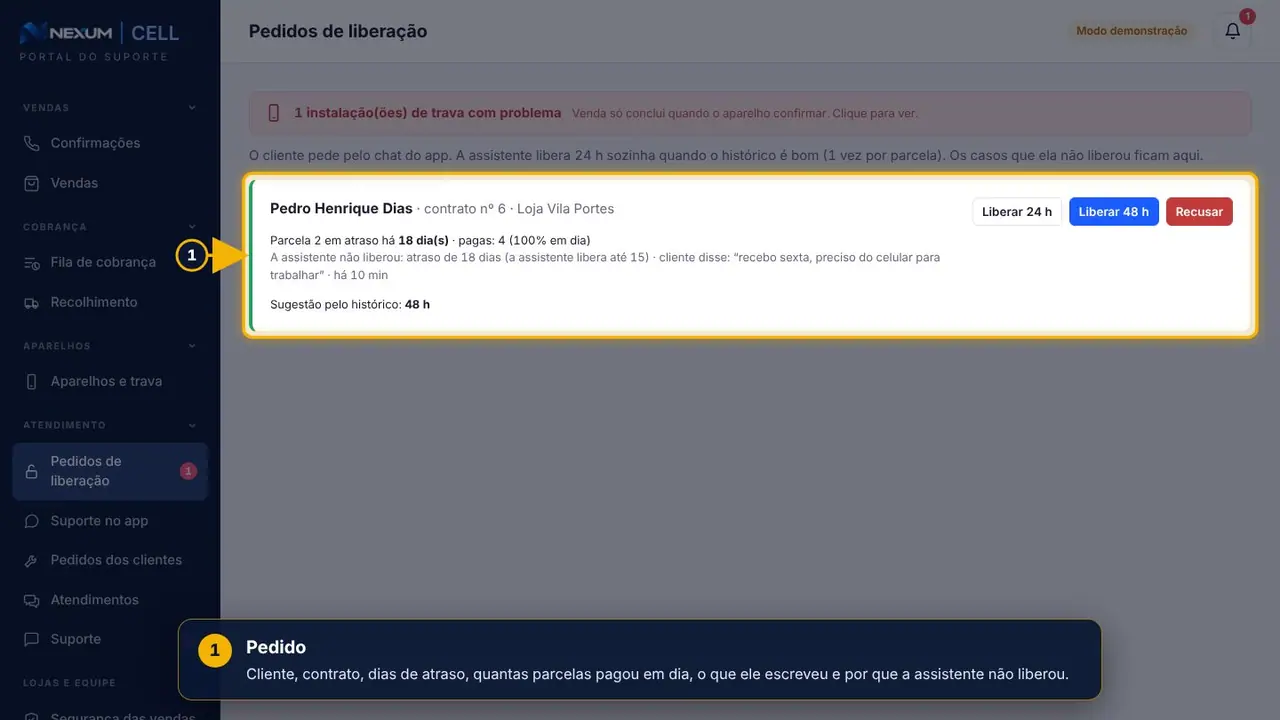 NEXUM | CELL
PORTAL DO SUPORTE
VENDAS
Confirmações
Vendas
COBRANÇA
Fila de cobrança
Recolhimento
APARELHOS
Aparelhos e trava
ATENDIMENTO
Pedidos de
liberação
1
Suporte no app
Pedidos dos clientes
Atendimentos
Suporte
LOJAS E EQUIPE
Segurança das vendas
Pedidos de liberação
Modo demonstração
1
1 instalação(ões) de trava com problema Venda só conclui quando o aparelho confirmar. Clique para ver.
O cliente pede pelo chat do app. A assistente libera 24 h sozinha quando o histórico é bom (1 vez por parcela). Os casos que ela não liberou ficam aqui.
1
Pedro Henrique Dias · contrato nº 6 · Loja Vila Portes
Parcela 2 em atraso há 18 dia(s) · pagas: 4 (100% em dia)
A assistente não liberou: atraso de 18 dias (a assistente libera até 15) · cliente disse: “recebo sexta, preciso do celular para
trabalhar” · há 10 min
Sugestão pelo histórico: 48 h
Liberar 24 h
Liberar 48 h
Recusar
1
Pedido
Cliente, contrato, dias de atraso, quantas parcelas pagou em dia, o que ele escreveu e por que a assistente não liberou.